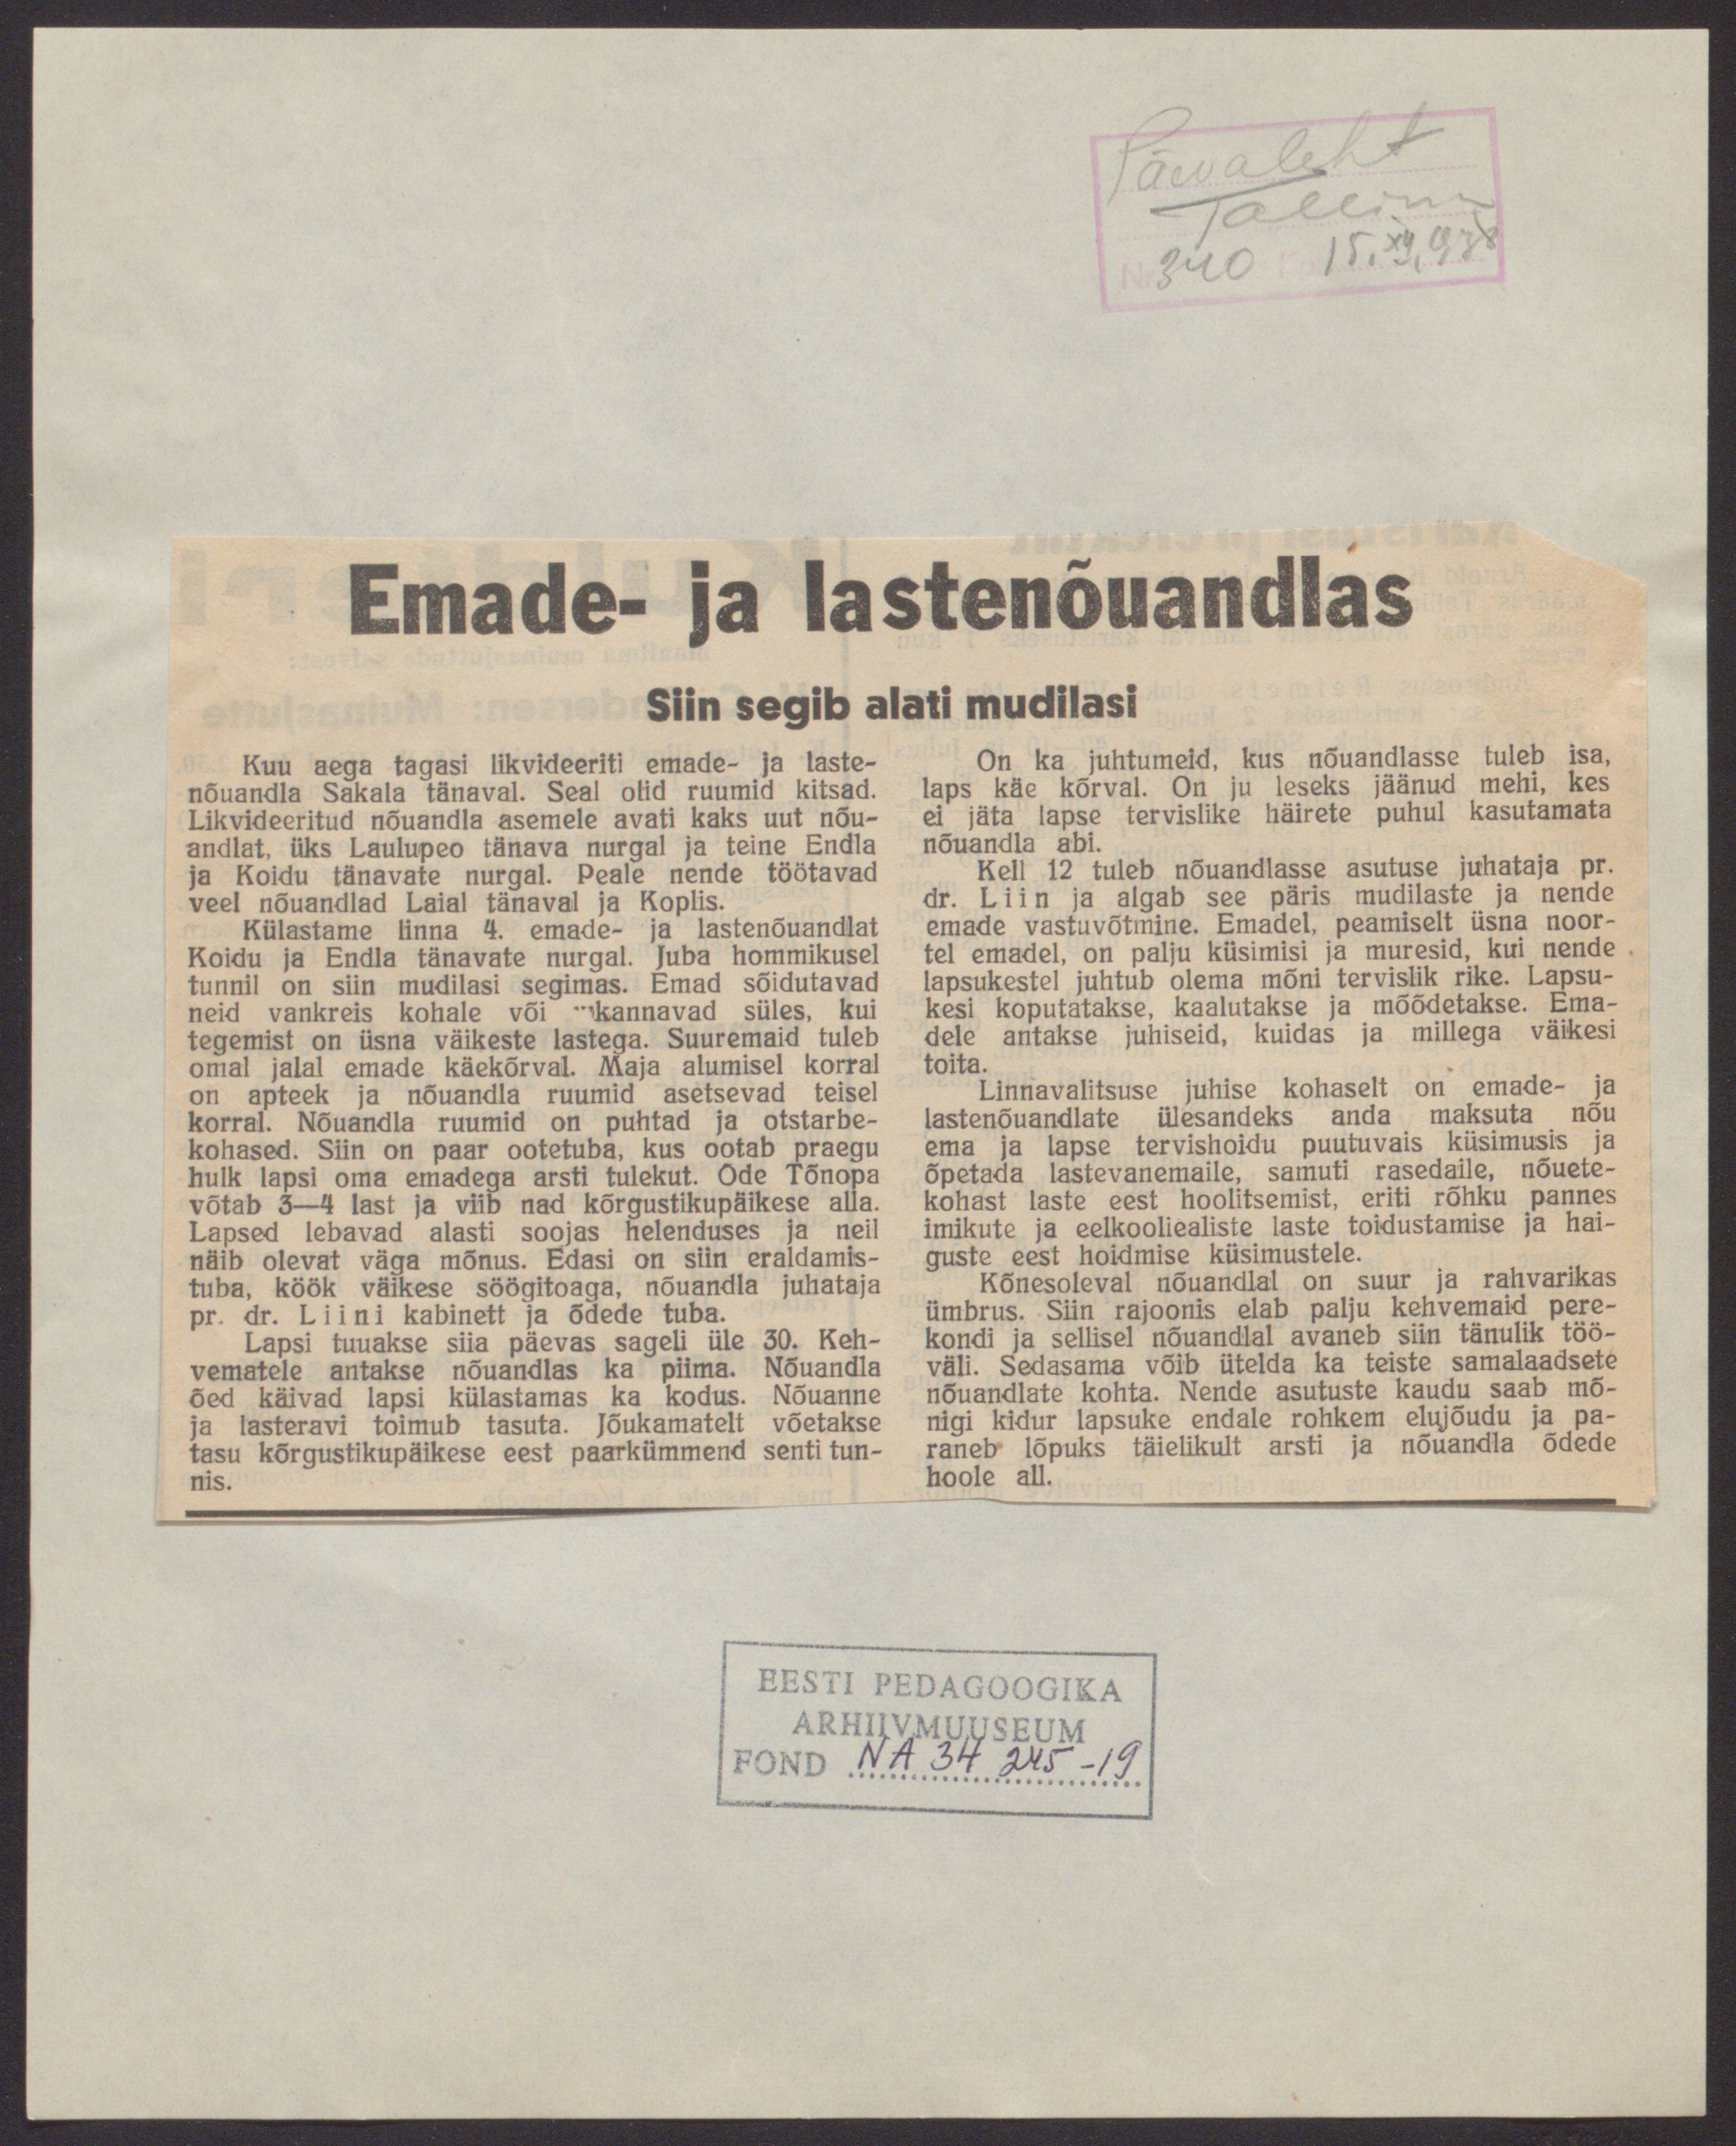 Päevaleht
Tallinn
Nr 340 15.XII.1938
Emade- ja lastenõuandlas
Siin segib alati mudilasi
Kuu aega tagasi likvideeriti emade- ja laste-
nõuandla Sakala tänaval. Seal olid ruumid kitsad.
Likvideeritud nõuandla asemele avati kaks uut nõu-
andlat, üks Laulupeo tänava nurgal ja teine Endla
ja Koidu tänavate nurgal. Peale nende töötavad
veel nõuandlad Laial tänaval ja Koplis.
Külastame linna 4. emade- ja lastenõuandlat
Koidu ja Endla tänavate nurgal. Juba hommikusel
tunnil on siin mudilasi segimas. Emad sõidutavad
neid vankreis kohale või kannavad süles, kui
tegemist on üsna väikeste lastega. Suuremaid tuleb
omal jalal emade käekõrval. Maja alumisel korral
on apteek ja nõuandla ruumid asetsevad teisel
korral. Nõuandla ruumid on puhtad ja otstarbe-
kohased. Siin on paar ootetuba, kus ootab praegu
hulk lapsi oma emadega arsti tulekut. Õde Tõnopa
võtab 3—4 last ja viib nad kõrgustikupäikese alla.
Lapsed lebavad alasti soojas helenduses ja neil
näib olevat väga mõnus. Edasi on siin eraldamis-
tuba, köök väikese söögitoaga, nõuandla juhataja
pr. dr. Liini kabinett ja õdede tuba.
Lapsi tuuakse siia päevas sageli üle 30. Keh-
vematele antakse nõuandlas ka piima. Nõuandla
õed käivad lapsi külastamas ka kodus. Nõuanne
ja lasteravi toimub tasuta. Jõukamatelt võetakse
tasu kõrgustikupäikese eest paarkümmend senti tun-
nis.
On ka juhtumeid, kus nõuandlasse tuleb isa,
laps käe kõrval. On ju leseks jäänud mehi, kes
ei jäta lapse tervislike häirete puhul kasutamata
nõuandla abi.
Kell 12 tuleb nõuandlasse asutuse juhataja pr.
dr. Liin ja algab see päris mudilaste ja nende
emade vastuvõtmine. Emadel, peamiselt üsna noor-
tel emadel, on palju küsimisi ja muresid, kui nende
lapsukestel juhtub olema mõni tervislik rike. Lapsu-
kesi koputatakse, kaalutakse ja mõõdetakse. Ema-
dele antakse juhiseid, kuidas ja millega väikesi
toita.
Linnavalitsuse juhise kohaselt on emade- ja
lastenõuandlate ülesandeks anda maksuta nõu
ema ja lapse tervishoidu puutuvais küsimusis ja
õpetada lastevanemaile, samuti rasedaile, nõuete-
kohast laste eest hoolitsemist, eriti rõhku pannes
imikute ja eelkooliealiste laste toidustamise ja hai-
guste eest hoidmise küsimustele.
Kõnesoleval nõuandlal on suur ja rahvarikas
ümbrus. Siin rajoonis elab palju kehvemaid pere-
kondi ja sellisel nõuandlal avaneb siin tänulik töö-
väli. Sedasama võib ütelda ka teiste samalaadsete
nõuandlate kohta. Nende asutuste kaudu saab mõ-
nigi kidur lapsuke endale rohkem elujõudu ja pa-
raneb lõpuks täielikult arsti ja nõuandla õdede
hoole all.
EESTI PEDAGOOGIKA
ARHIIVMUUSEUM
FOND NA 34 245-19